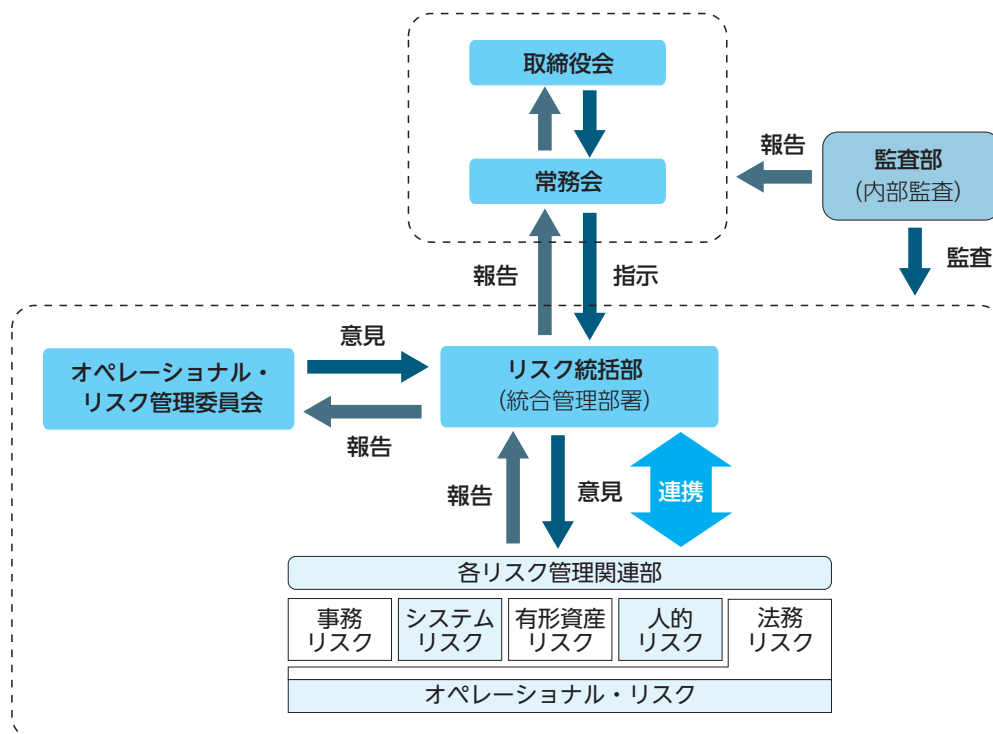 取締役会
常務会
報告
監査部
(内部監査)
監査
報告
指示
オペレーショナル・
リスク管理委員会
意見
報告
リスク統括部
(統合管理部署)
報告
意見
連携
各リスク管理関連部
事務
リスク
システム
リスク
有形資産
リスク
人的
リスク
法務
リスク
オペレーショナル・リスク